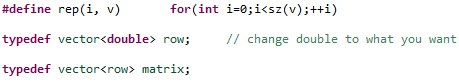 #define rep(i, v)      for(int i=0;i<sz(v);++i)
typedef vector<double> row;     // change double to what you want
typedef vector<row> matrix;